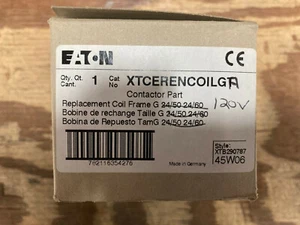 EATON CE
Qty. Qt. Cant. 1 Cat No XTCERENCOILGA
Contactor Part
Replacement Coil Frame G 24/50 24/60 120V
Bobine de rechange Taille G 24/50 24/60
Bobina de Repuesto TamG 24/50 24/60
Style: XTB290787
782116354276 Made in Germany 45W06